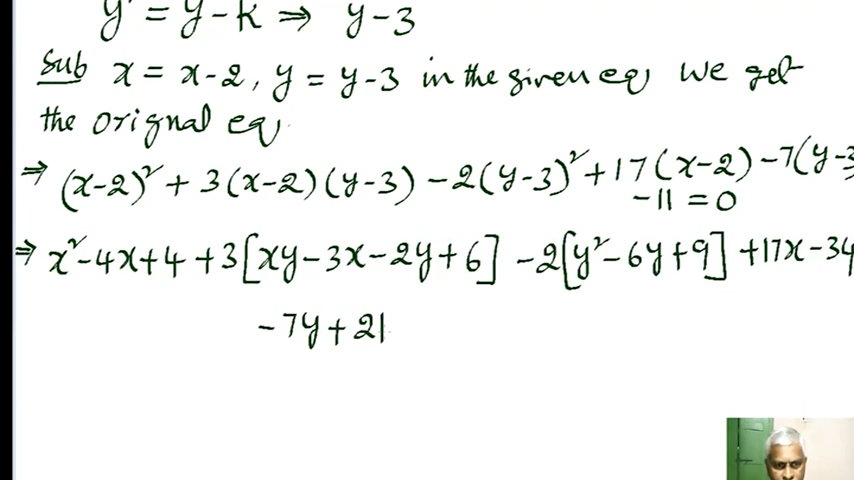 y' = y - k ⇒ y - 3
Sub x = x-2, y = y-3 in the given eq we get
the orignal eq.
⇒ (x-2)² + 3(x-2)(y-3) - 2(y-3)² + 17(x-2) - 7(y-3
- 11 = 0
⇒ x² - 4x + 4 + 3[xy - 3x - 2y + 6] - 2[y² - 6y + 9] + 17x - 34
- 7y + 21